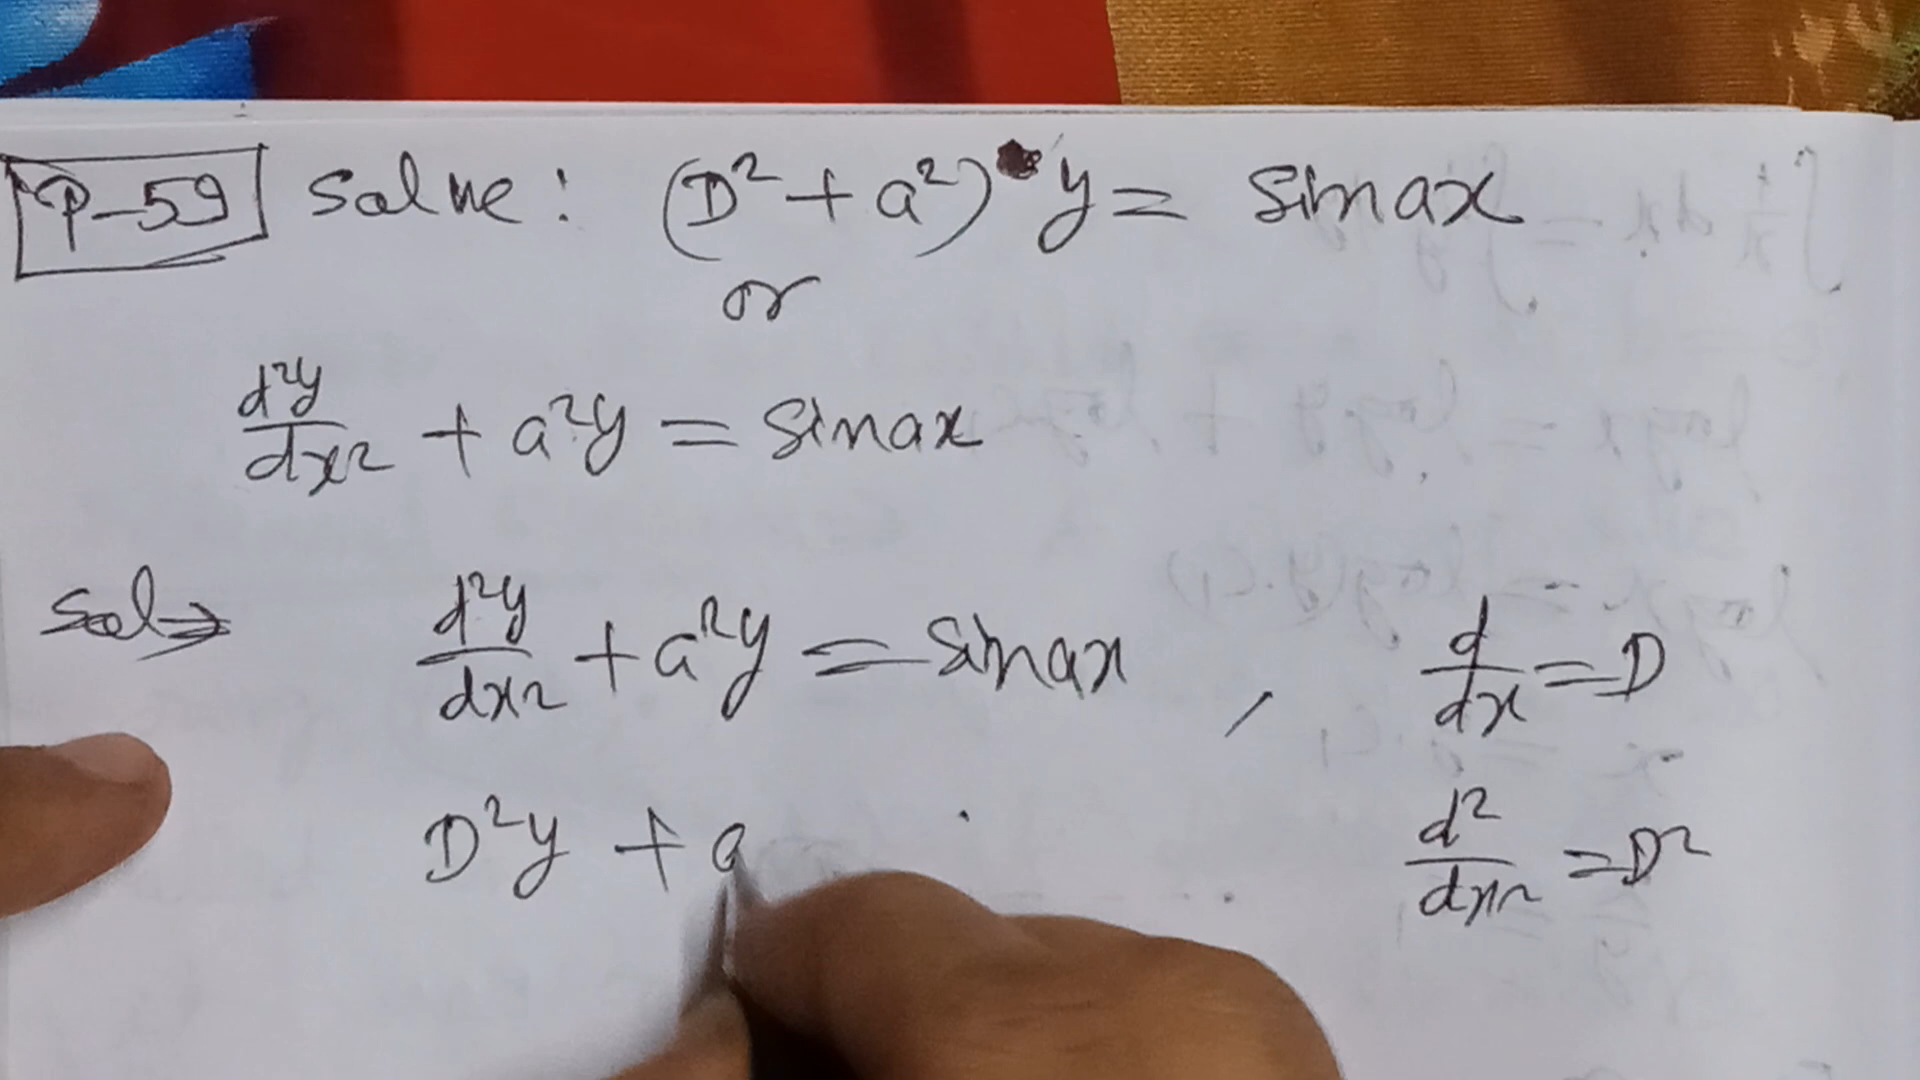 P-59 Solve: (D²+a²) y = sinax
or
d²y/dx² + a²y = sinax
Sol→ d²y/dx² + a²y = sinax , d/dx = D
D²y + a d²/dx² = D²